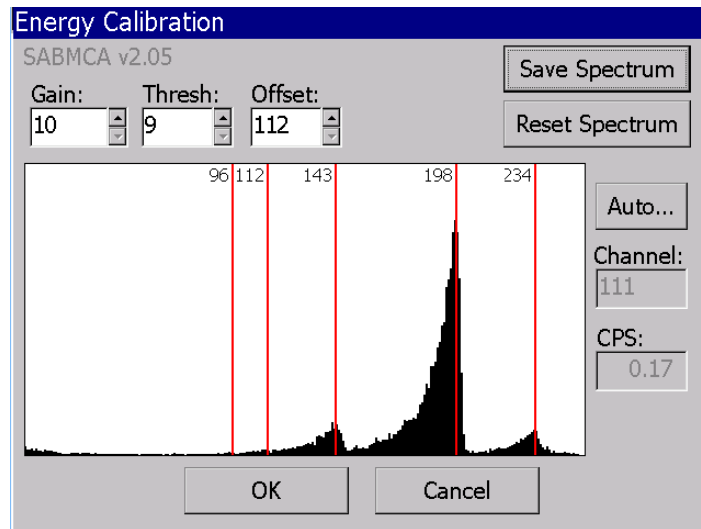 Energy Calibration
SABMCA v2.05
Save Spectrum
Gain: Thresh: Offset:
10 9 112
Reset Spectrum
96 112 143 198 234
Auto...
Channel:
111
CPS:
0.17
OK Cancel